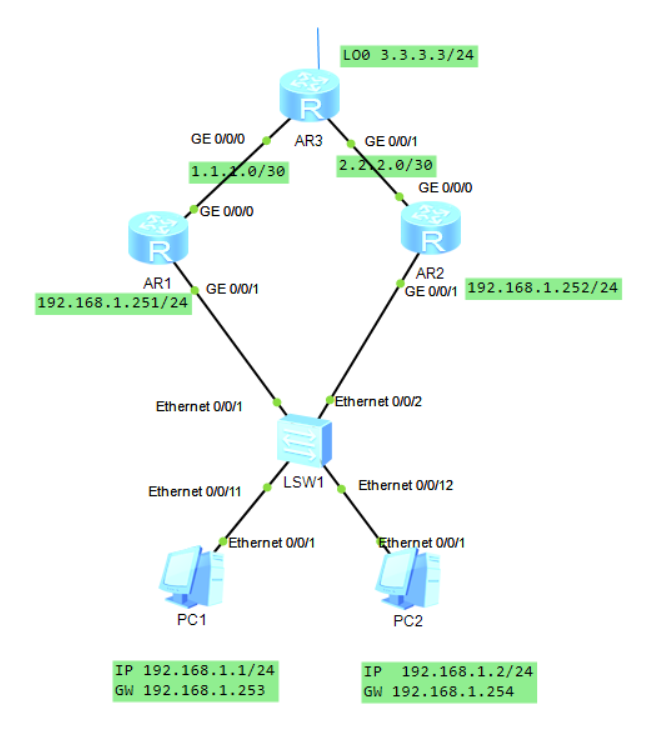 LO0 3.3.3.3/24
R
AR3
GE 0/0/0
GE 0/0/1
1.1.1.0/30
2.2.2.0/30
GE 0/0/0
GE 0/0/0
R
AR1
R
AR2
GE 0/0/1
GE 0/0/1
192.168.1.251/24
192.168.1.252/24
Ethernet 0/0/1
Ethernet 0/0/2
LSW1
Ethernet 0/0/11
Ethernet 0/0/12
Ethernet 0/0/1
Ethernet 0/0/1
PC1
PC2
IP 192.168.1.1/24
GW 192.168.1.253
IP 192.168.1.2/24
GW 192.168.1.254